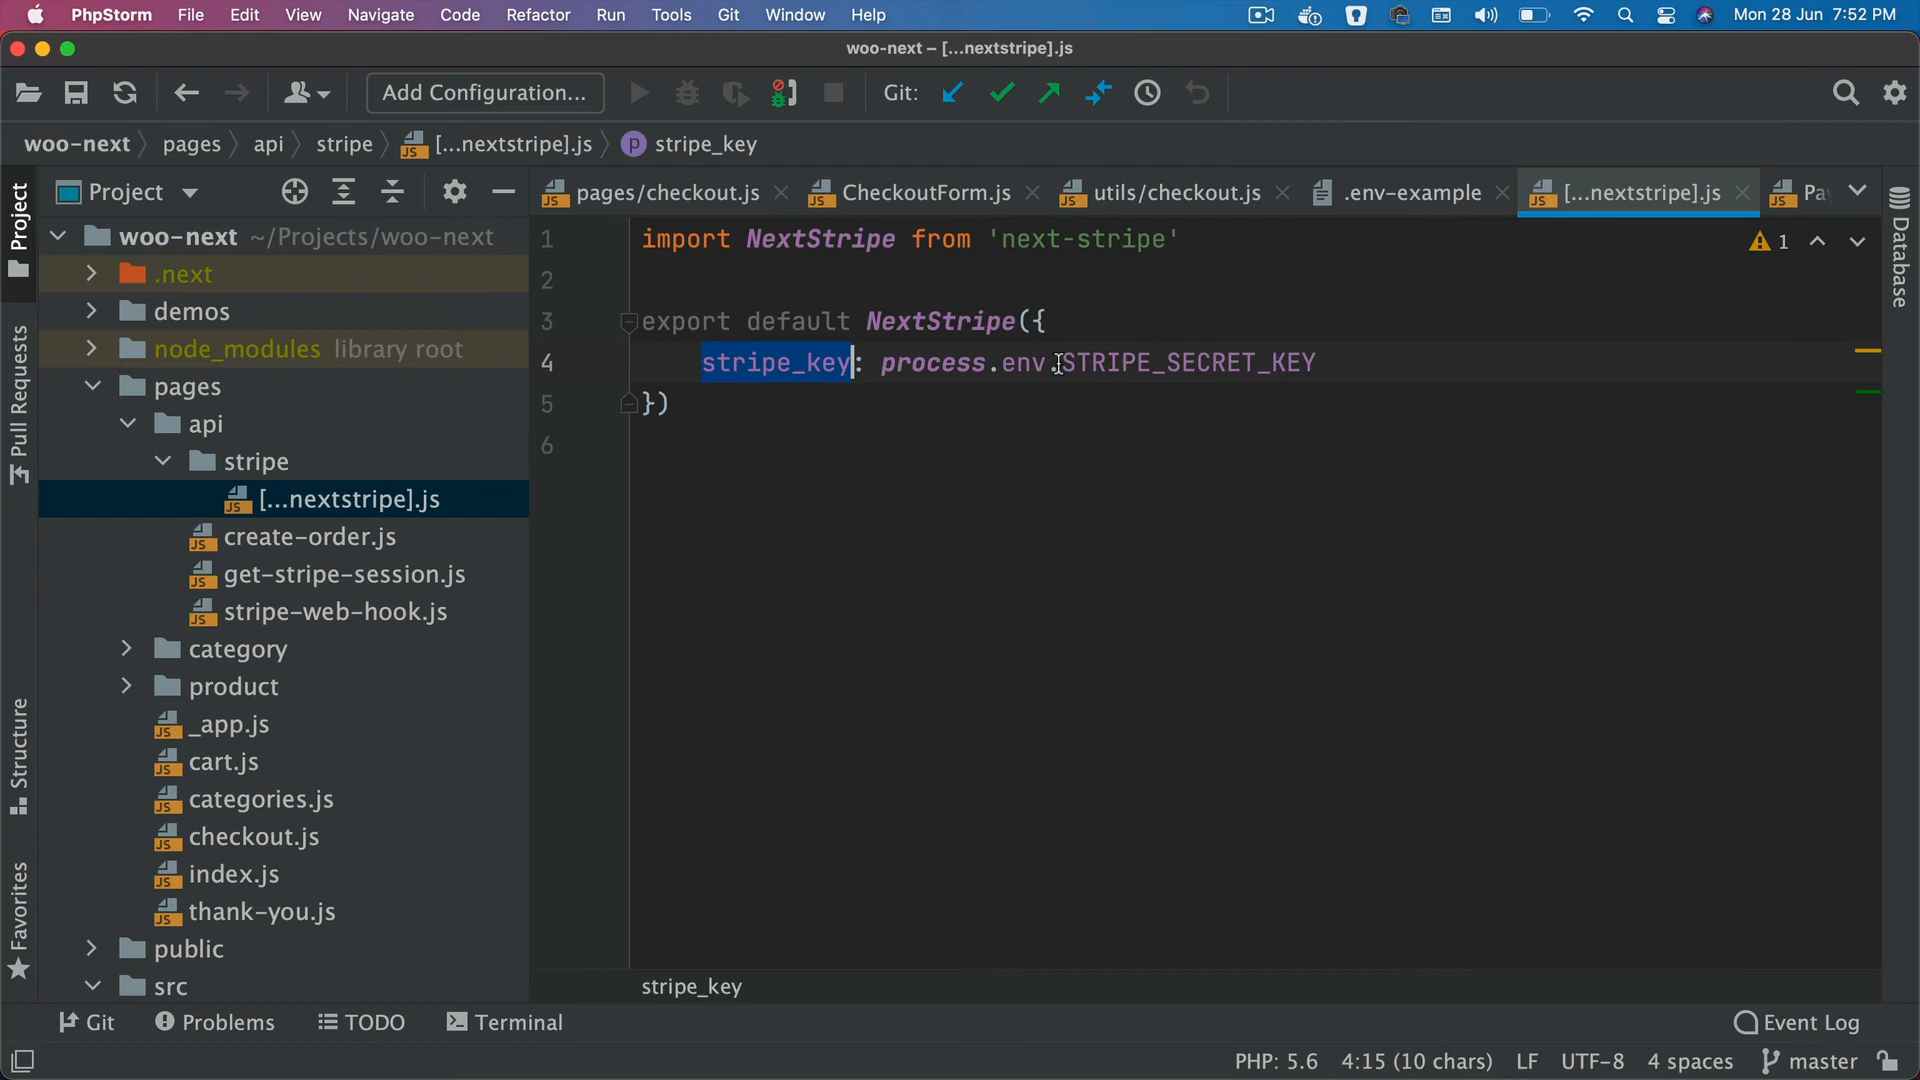 PhpStorm File Edit View Navigate Code Refactor Run Tools Git Window Help Mon 28 Jun 7:52 PM
woo-next – [...nextstripe].js
Add Configuration... Git:
woo-next pages api stripe [...nextstripe].js p stripe_key
Project
pages/checkout.js CheckoutForm.js utils/checkout.js .env-example [...nextstripe].js Pa
Project
Pull Requests
Structure
Favorites
Database
woo-next ~/Projects/woo-next
.next
demos
node_modules library root
pages
api
stripe
[...nextstripe].js
create-order.js
get-stripe-session.js
stripe-web-hook.js
category
product
_app.js
cart.js
categories.js
checkout.js
index.js
thank-you.js
public
src
1 import NextStripe from 'next-stripe'
2
3 export default NextStripe({
4 stripe_key: process.env.STRIPE_SECRET_KEY
5 })
6
1
stripe_key
Git Problems TODO Terminal Event Log
PHP: 5.6 4:15 (10 chars) LF UTF-8 4 spaces master